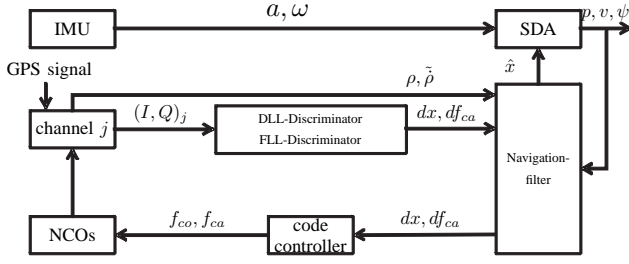 IMU
a, ω
SDA
p, v, ψ
GPS signal
x̂
ρ, ρ̃̇
channel j
(I, Q)j
DLL-Discriminator
FLL-Discriminator
dx, dfca
Navigation-
filter
NCOs
fco, fca
code
controller
dx, dfca